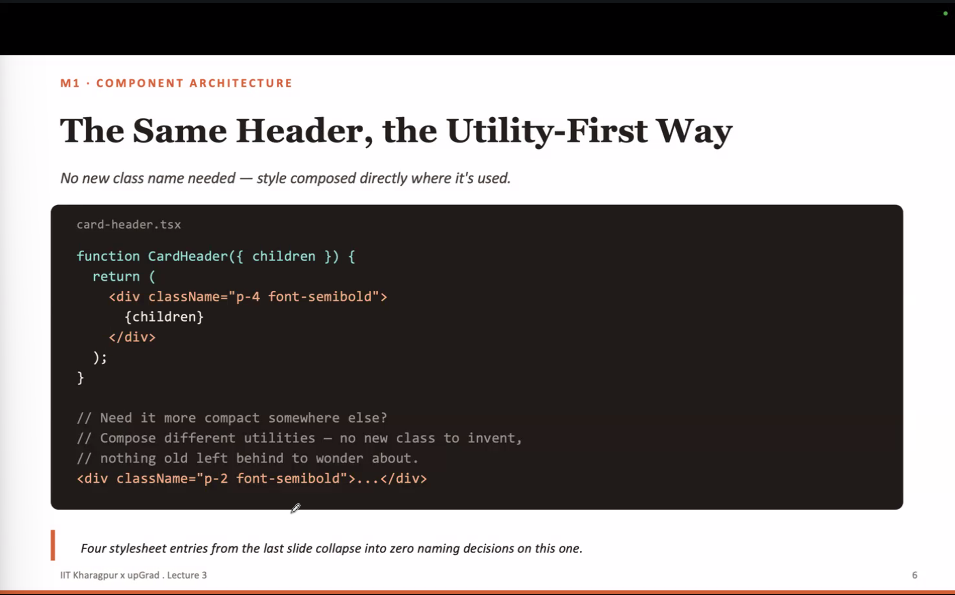 M1 · COMPONENT ARCHITECTURE
The Same Header, the Utility-First Way
No new class name needed — style composed directly where it's used.
card-header.tsx
function CardHeader({ children }) {
  return (
    <div className="p-4 font-semibold">
      {children}
    </div>
  );
}
// Need it more compact somewhere else?
// Compose different utilities — no new class to invent,
// nothing old left behind to wonder about.
<div className="p-2 font-semibold">...</div>
Four stylesheet entries from the last slide collapse into zero naming decisions on this one.
IIT Kharagpur x upGrad . Lecture 3
6